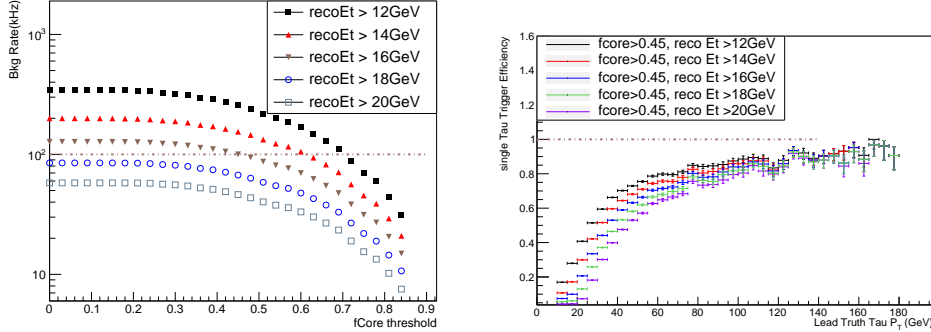 Bkg Rate(kHz)
10³
10²
10
recoEt > 12GeV
recoEt > 14GeV
recoEt > 16GeV
recoEt > 18GeV
recoEt > 20GeV
0 0.1 0.2 0.3 0.4 0.5 0.6 0.7 0.8 0.9
fCore threshold
single Tau Trigger Efficiency
1.6
1.4
1.2
1
0.8
0.6
0.4
0.2
fcore>0.45, reco Et >12GeV
fcore>0.45, reco Et >14GeV
fcore>0.45, reco Et >16GeV
fcore>0.45, reco Et >18GeV
fcore>0.45, reco Et >20GeV
0 20 40 60 80 100 120 140 160 180
Lead Truth Tau P_T (GeV)